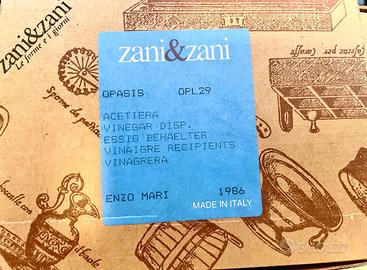 zani&zani
Le forme e i giorni
zani&zani
OPASIS OPL29
ACETIERA
VINEGAR DISP.
ESSIG BEHAELTER
VINAIGRE RECIPIENTS
VINAGRERA
ENZO MARI 1986
MADE IN ITALY
subito